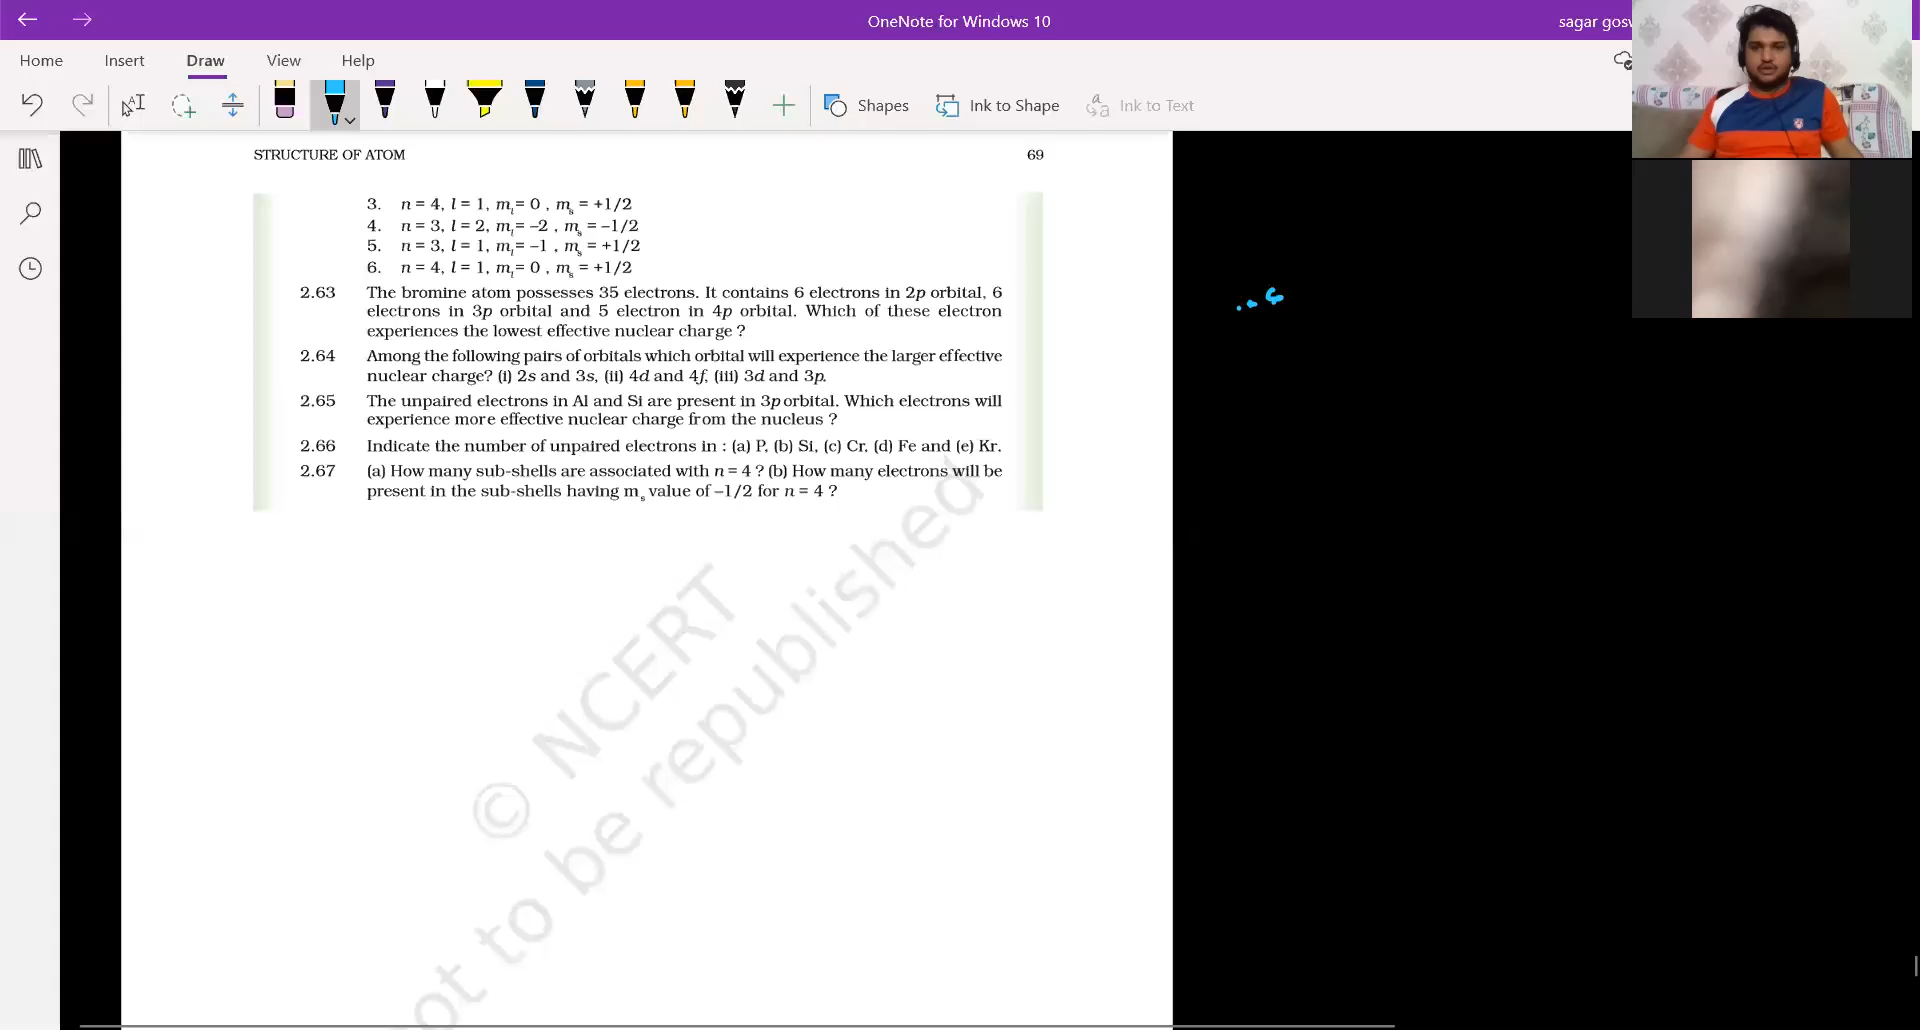 OneNote for Windows 10
sagar gosw
Home Insert Draw View Help
Shapes Ink to Shape Ink to Text
STRUCTURE OF ATOM 69
3. n = 4, l = 1, mₗ = 0 , mₛ = +1/2
4. n = 3, l = 2, mₗ = –2 , mₛ = –1/2
5. n = 3, l = 1, mₗ = –1 , mₛ = +1/2
6. n = 4, l = 1, mₗ = 0 , mₛ = +1/2
2.63 The bromine atom possesses 35 electrons. It contains 6 electrons in 2p orbital, 6
electrons in 3p orbital and 5 electron in 4p orbital. Which of these electron
experiences the lowest effective nuclear charge ?
2.64 Among the following pairs of orbitals which orbital will experience the larger effective
nuclear charge? (i) 2s and 3s, (ii) 4d and 4f, (iii) 3d and 3p.
2.65 The unpaired electrons in Al and Si are present in 3p orbital. Which electrons will
experience more effective nuclear charge from the nucleus ?
2.66 Indicate the number of unpaired electrons in : (a) P, (b) Si, (c) Cr, (d) Fe and (e) Kr.
2.67 (a) How many sub-shells are associated with n = 4 ? (b) How many electrons will be
present in the sub-shells having mₛ value of –1/2 for n = 4 ?
© NCERT
not to be republished